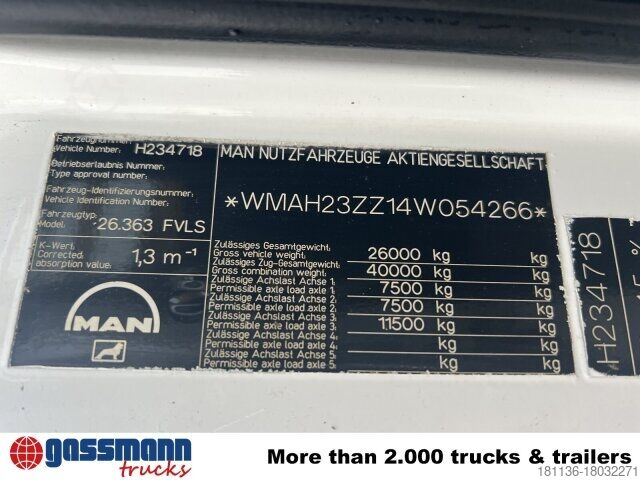 Fahrzeugnummer:
Vehicle Number: H234718
Betriebserlaubnis Nummer:
Type approval number:
Fahrzeug-Identifizierungsnummer:
Vehicle Identification Number:
Fahrzeugtyp:
Model: 26.363 FVLS
K-Wert:
Corrected
absorption value: 1,3 m⁻¹
MAN
MAN NUTZFAHRZEUGE AKTIENGESELLSCHAFT
*WMAH23ZZ14W054266*
Zulässiges Gesamtgewicht:
Gross vehicle weight: 26000 kg kg
Zulässiges Zug-Gesamtgewicht:
Gross combination weight: 40000 kg kg
Zulässige Achslast Achse 1:
Permissible axle load axle 1: 7500 kg kg
Zulässige Achslast Achse 2:
Permissible axle load axle 2: 7500 kg kg
Zulässige Achslast Achse 3:
Permissible axle load axle 3: 11500 kg kg
Zulässige Achslast Achse 4:
Permissible axle load axle 4: kg kg
Zulässige Achslast Achse 5:
Permissible axle load axle 5: kg kg
H234718
%
gassmann
trucks
More than 2.000 trucks & trailers
181136-18032271